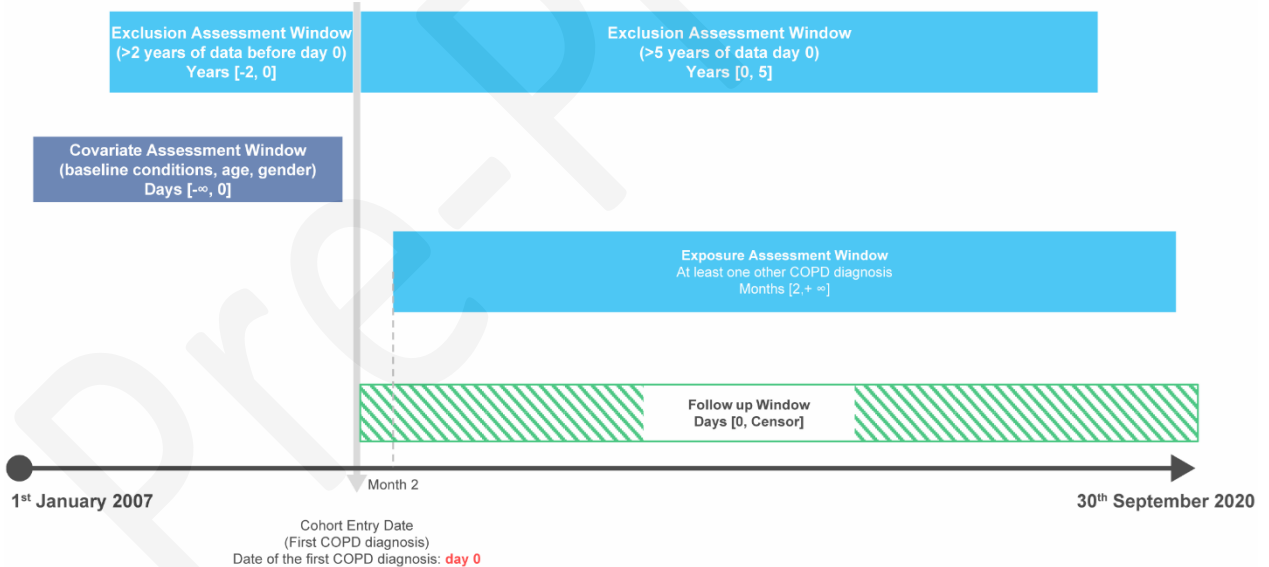 Exclusion Assessment Window
(>2 years of data before day 0)
Years [-2, 0]
Exclusion Assessment Window
(>5 years of data day 0)
Years [0, 5]
Covariate Assessment Window
(baseline conditions, age, gender)
Days [-∞, 0]
Exposure Assessment Window
At least one other COPD diagnosis
Months [2,+ ∞]
Follow up Window
Days [0, Censor]
Month 2
1st January 2007
30th September 2020
Cohort Entry Date
(First COPD diagnosis)
Date of the first COPD diagnosis: day 0
Pre-Pr